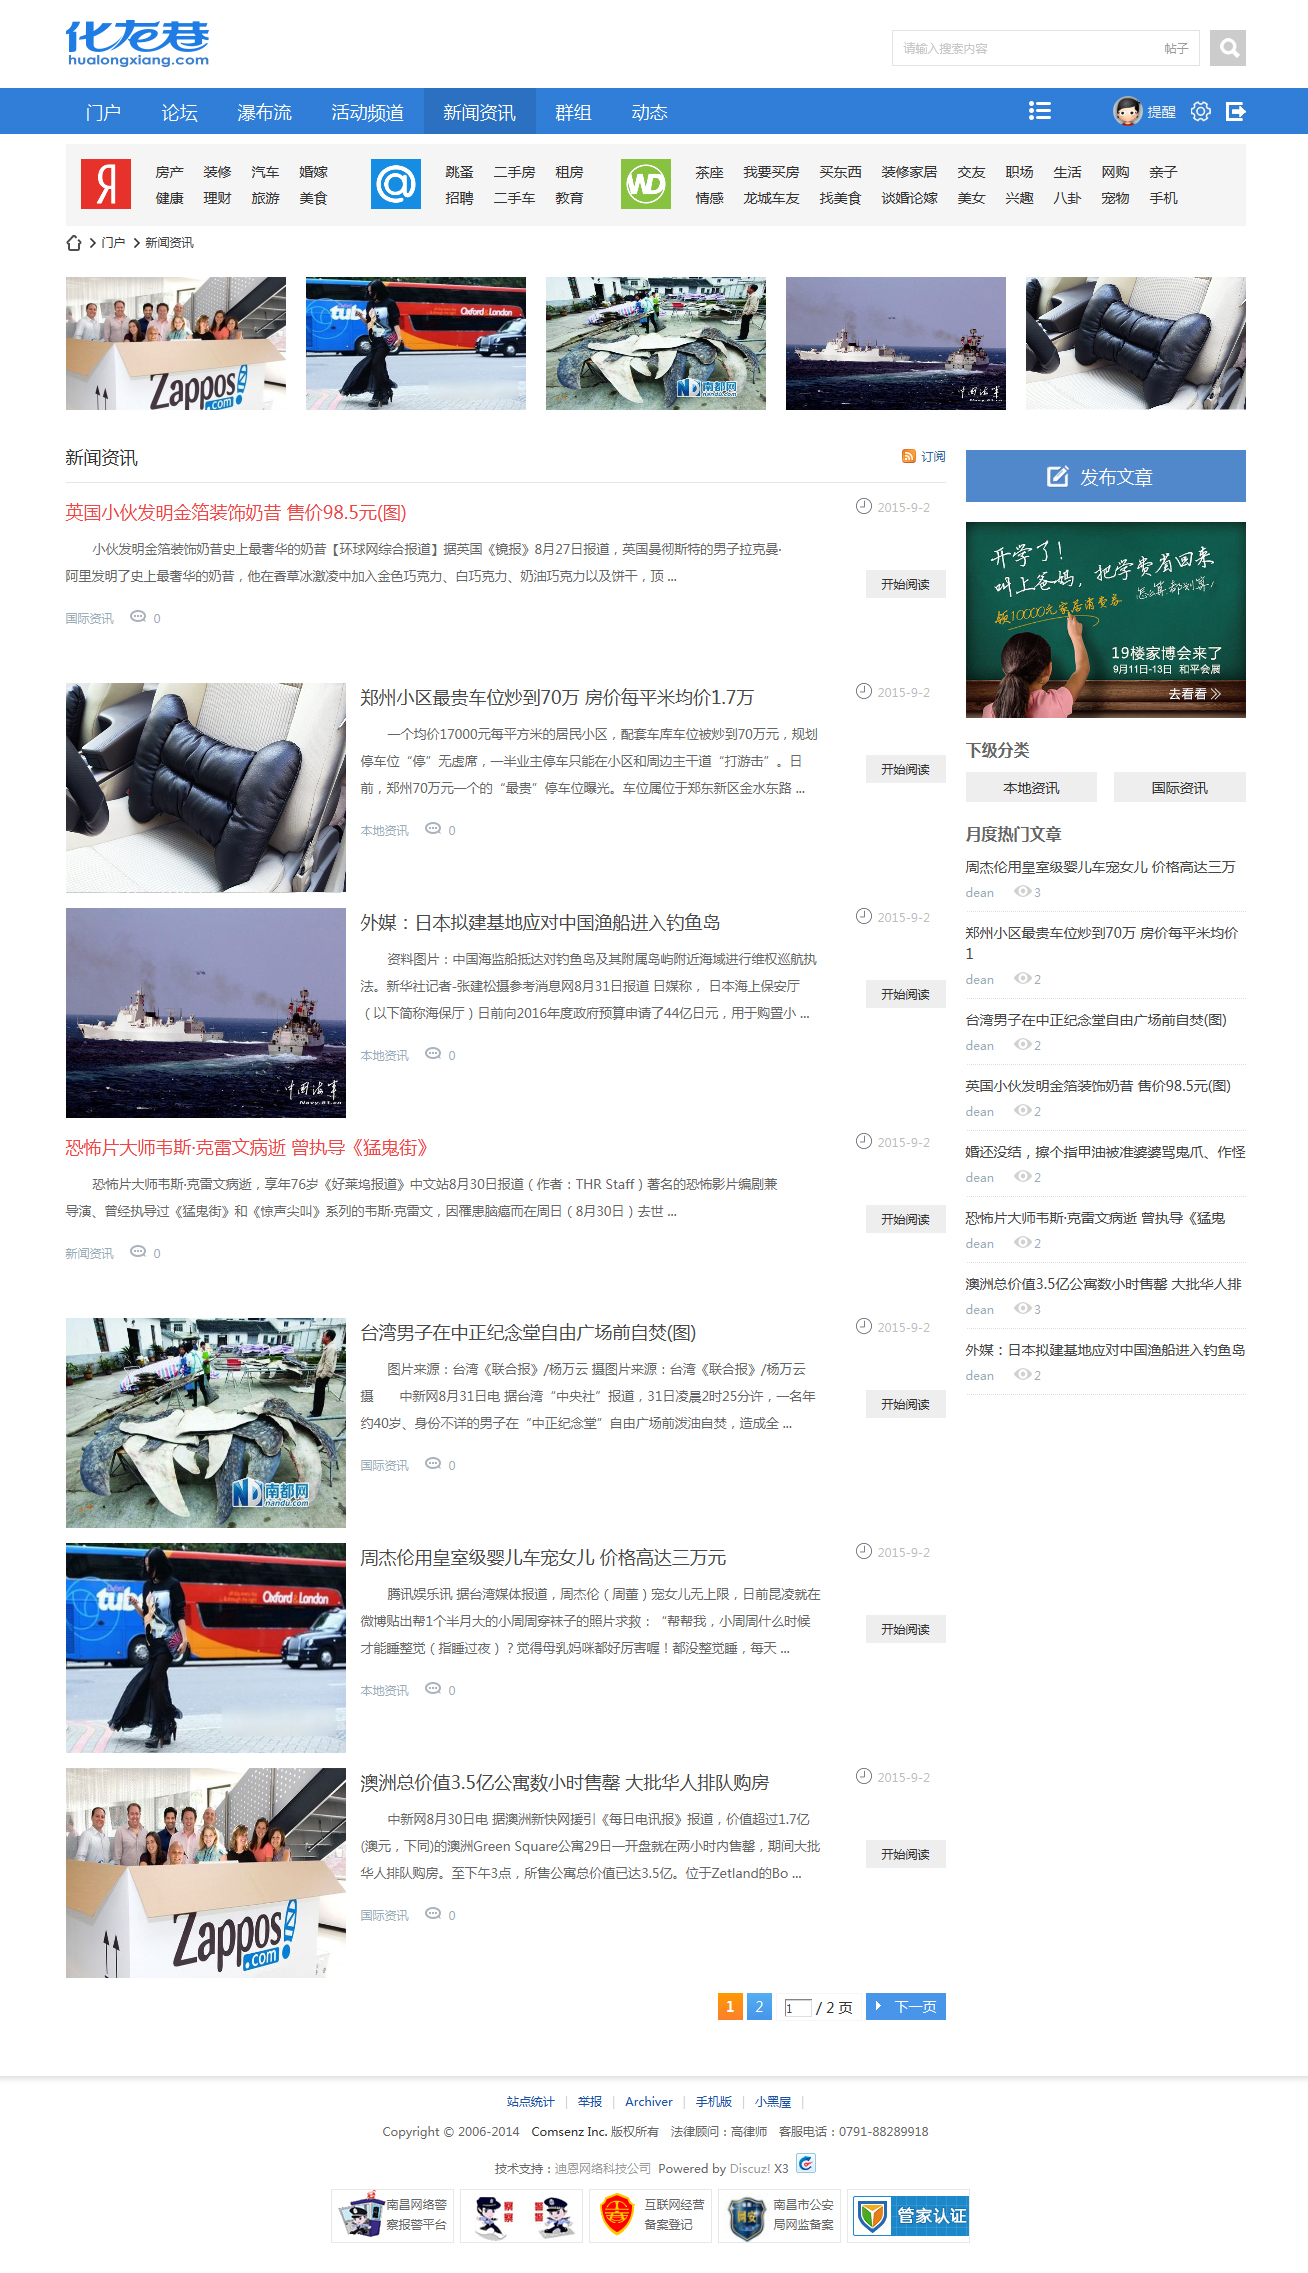 化龙巷
hualongxiang.com
请输入搜索内容 帖子
门户 论坛 瀑布流 活动频道 新闻资讯 群组 动态 提醒
房产 装修 汽车 婚嫁 跳蚤 二手房 租房 茶座 我要买房 买东西 装修家居 交友 职场 生活 网购 亲子
健康 理财 旅游 美食 招聘 二手车 教育 情感 龙城车友 找美食 谈婚论嫁 美女 兴趣 八卦 宠物 手机
门户 新闻资讯
Zappos
.com
tub
Oxford & London
南都网
nandu.com
中国海军
新闻资讯
订阅
英国小伙发明金箔装饰奶昔 售价98.5元(图)
2015-9-2
小伙发明金箔装饰奶昔史上最奢华的奶昔【环球网综合报道】据英国《镜报》8月27日报道，英国曼彻斯特的男子拉克曼·
阿里发明了史上最奢华的奶昔，他在香草冰激凌中加入金色巧克力、白巧克力、奶油巧克力以及饼干，顶 ...
开始阅读
国际资讯 0
郑州小区最贵车位炒到70万 房价每平米均价1.7万
2015-9-2
一个均价17000元每平方米的居民小区，配套车库车位被炒到70万元，规划
停车位“停”无虚席，一半业主停车只能在小区和周边主干道“打游击”。日
前，郑州70万元一个的“最贵”停车位曝光。车位属位于郑东新区金水东路 ...
开始阅读
本地资讯 0
外媒：日本拟建基地应对中国渔船进入钓鱼岛
2015-9-2
资料图片：中国海监船抵达对钓鱼岛及其附属岛屿附近海域进行维权巡航执
法。新华社记者-张建松摄参考消息网8月31日报道 日媒称， 日本海上保安厅
（以下简称海保厅）日前向2016年度政府预算申请了44亿日元，用于购置小 ...
开始阅读
本地资讯 0
中国海军
恐怖片大师韦斯·克雷文病逝 曾执导《猛鬼街》
2015-9-2
恐怖片大师韦斯·克雷文病逝，享年76岁《好莱坞报道》中文站8月30日报道（作者：THR Staff）著名的恐怖影片编剧兼
导演、曾经执导过《猛鬼街》和《惊声尖叫》系列的韦斯·克雷文，因罹患脑癌而在周日（8月30日）去世 ...
开始阅读
新闻资讯 0
台湾男子在中正纪念堂自由广场前自焚(图)
2015-9-2
图片来源：台湾《联合报》/杨万云 摄图片来源：台湾《联合报》/杨万云
摄 中新网8月31日电 据台湾“中央社”报道，31日凌晨2时25分许，一名年
约40岁、身份不详的男子在“中正纪念堂”自由广场前泼油自焚，造成全 ...
开始阅读
国际资讯 0
南都网
nandu.com
周杰伦用皇室级婴儿车宠女儿 价格高达三万元
2015-9-2
腾讯娱乐讯 据台湾媒体报道，周杰伦（周董）宠女儿无上限，日前昆凌就在
微博贴出帮1个半月大的小周周穿袜子的照片求救：“帮帮我，小周周什么时候
才能睡整觉（指睡过夜）？觉得母乳妈咪都好厉害喔！都没整觉睡，每天 ...
开始阅读
本地资讯 0
tub
Oxford & London
澳洲总价值3.5亿公寓数小时售罄 大批华人排队购房
2015-9-2
中新网8月30日电 据澳洲新快网援引《每日电讯报》报道，价值超过1.7亿
(澳元，下同)的澳洲Green Square公寓29日一开盘就在两小时内售罄，期间大批
华人排队购房。至下午3点，所售公寓总价值已达3.5亿。位于Zetland的Bo ...
开始阅读
国际资讯 0
Zappos
.com
1 2 1 / 2 页 下一页
发布文章
开学了！
叫上爸妈，把学费省回来
怎么算都划算！
领10000元家居消费券
19楼家博会来了
9月11日-13日 和平会展
去看看
下级分类
本地资讯 国际资讯
月度热门文章
周杰伦用皇室级婴儿车宠女儿 价格高达三万
dean 3
郑州小区最贵车位炒到70万 房价每平米均价
1
dean 2
台湾男子在中正纪念堂自由广场前自焚(图)
dean 2
英国小伙发明金箔装饰奶昔 售价98.5元(图)
dean 2
婚还没结，擦个指甲油被准婆婆骂鬼爪、作怪
dean 2
恐怖片大师韦斯·克雷文病逝 曾执导《猛鬼
dean 2
澳洲总价值3.5亿公寓数小时售罄 大批华人排
dean 3
外媒：日本拟建基地应对中国渔船进入钓鱼岛
dean 2
站点统计 | 举报 | Archiver | 手机版 | 小黑屋 |
Copyright © 2006-2014 Comsenz Inc. 版权所有 法律顾问：高律师 客服电话：0791-88289918
技术支持：迪恩网络科技公司 Powered by Discuz! X3
南昌网络警
察报警平台
警察
互联网经营
备案登记
网安
南昌市公安
局网监备案
管家认证